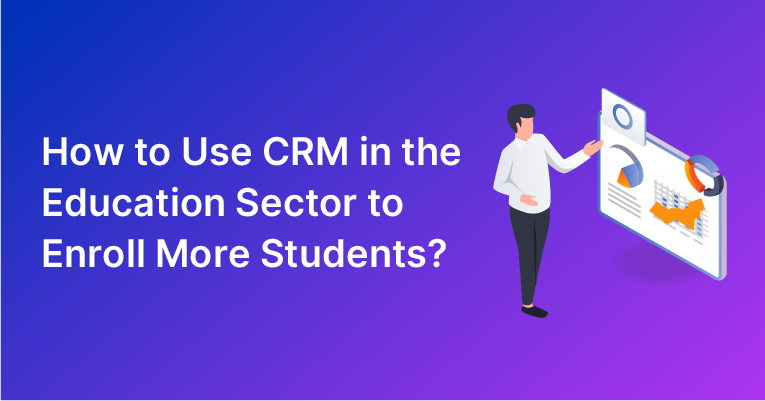 How to Use CRM in the
Education Sector to
Enroll More Students?